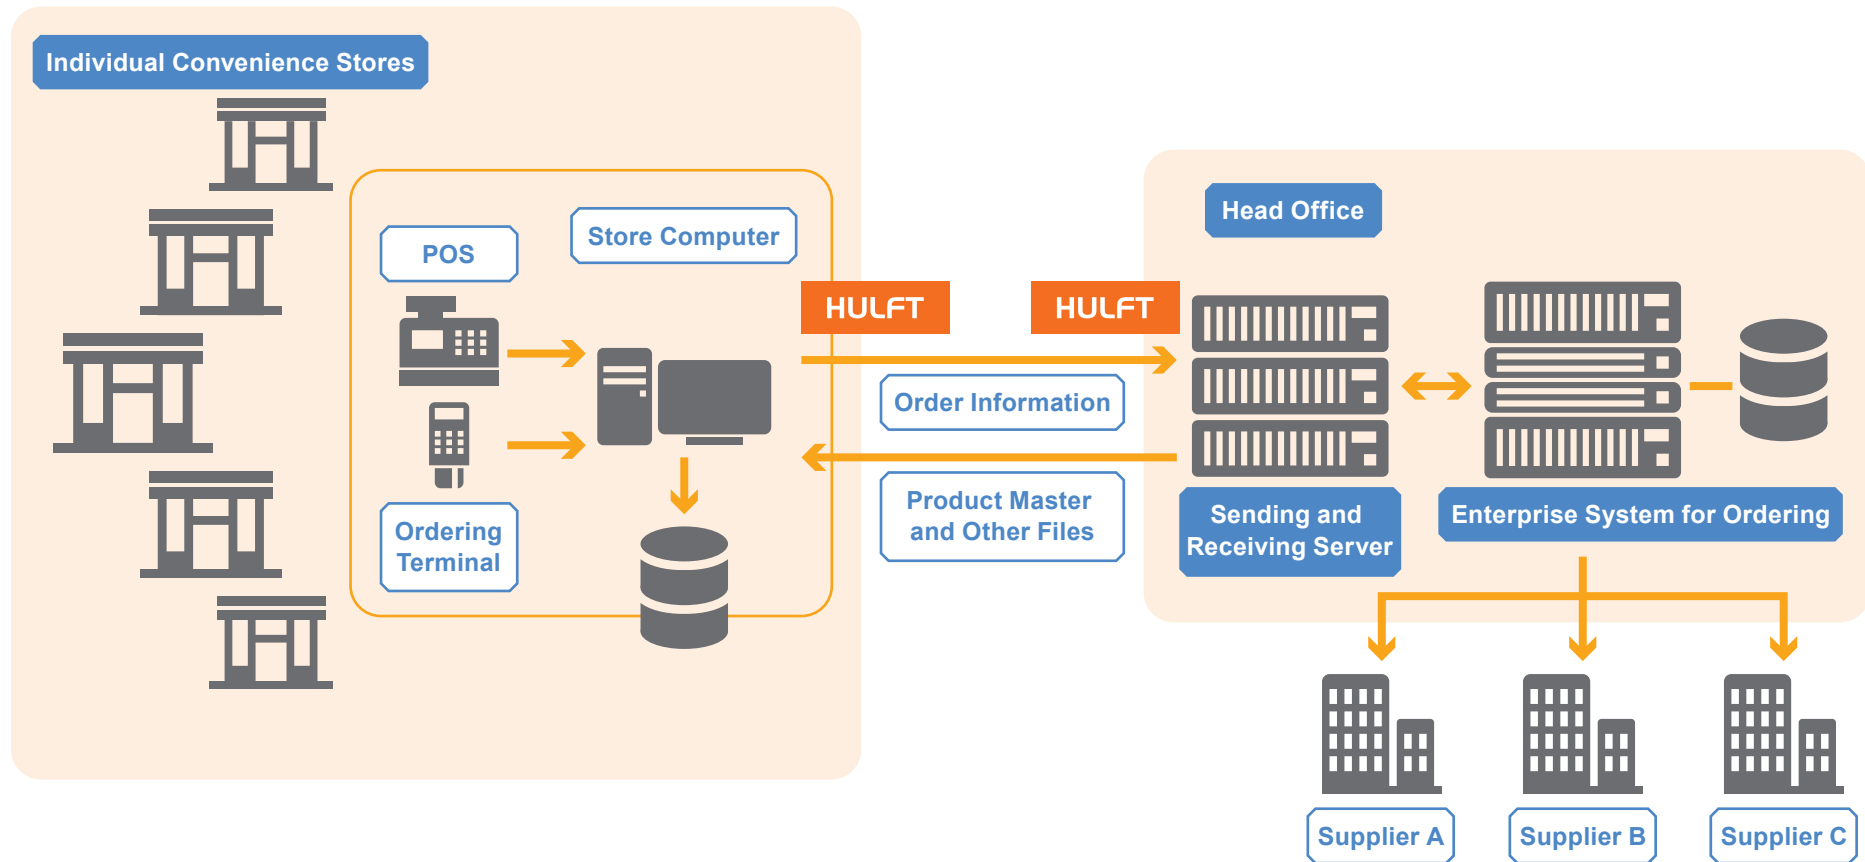 Individual Convenience Stores
POS
Store Computer
Ordering
Terminal
HULFT
HULFT
Order Information
Product Master
and Other Files
Head Office
Sending and
Receiving Server
Enterprise System for Ordering
Supplier A
Supplier B
Supplier C